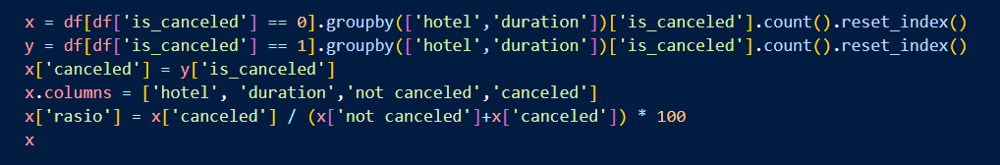 x = df[df['is_canceled'] == 0].groupby(['hotel','duration'])['is_canceled'].count().reset_index()
y = df[df['is_canceled'] == 1].groupby(['hotel','duration'])['is_canceled'].count().reset_index()
x['canceled'] = y['is_canceled']
x.columns = ['hotel', 'duration','not canceled','canceled']
x['rasio'] = x['canceled'] / (x['not canceled']+x['canceled']) * 100
x